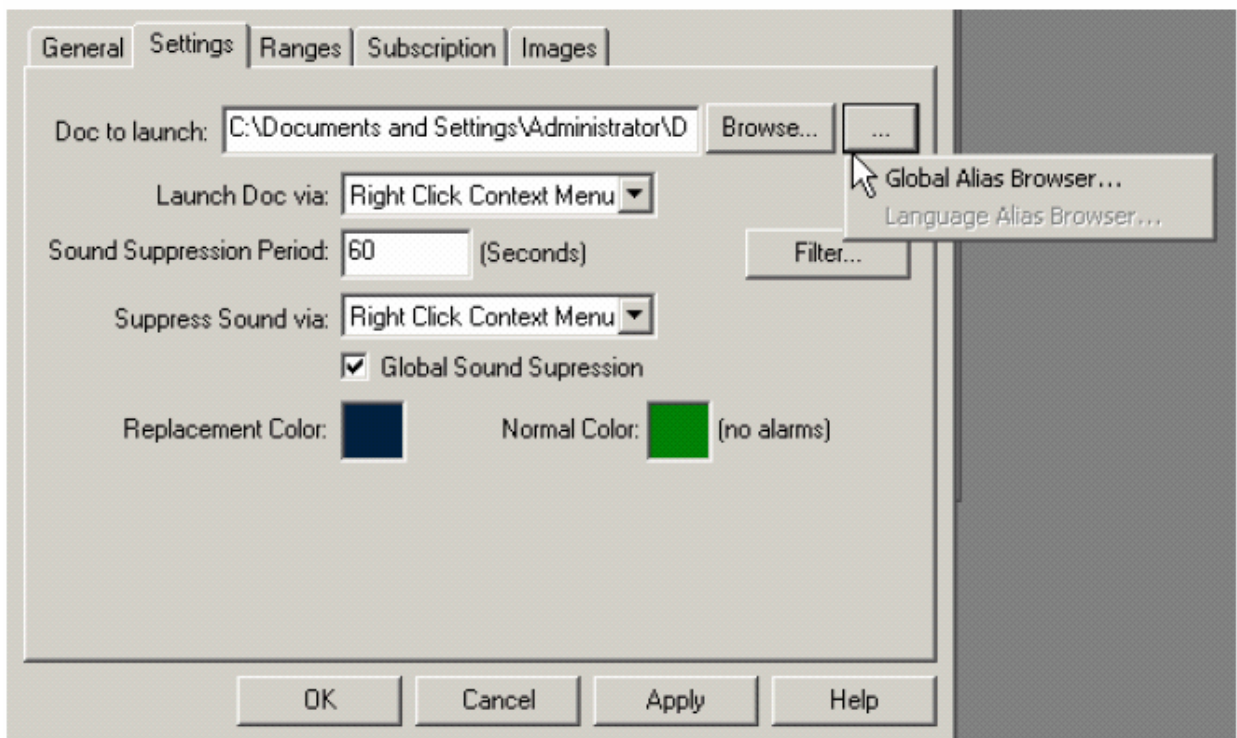 General Settings Ranges Subscription Images
Doc to launch: C:\Documents and Settings\Administrator\D Browse... ...
Global Alias Browser...
Launch Doc via: Right Click Context Menu
Language Alias Browser...
Sound Suppression Period: 60 (Seconds) Filter...
Suppress Sound via: Right Click Context Menu
Global Sound Supression
Replacement Color: Normal Color: (no alarms)
OK Cancel Apply Help